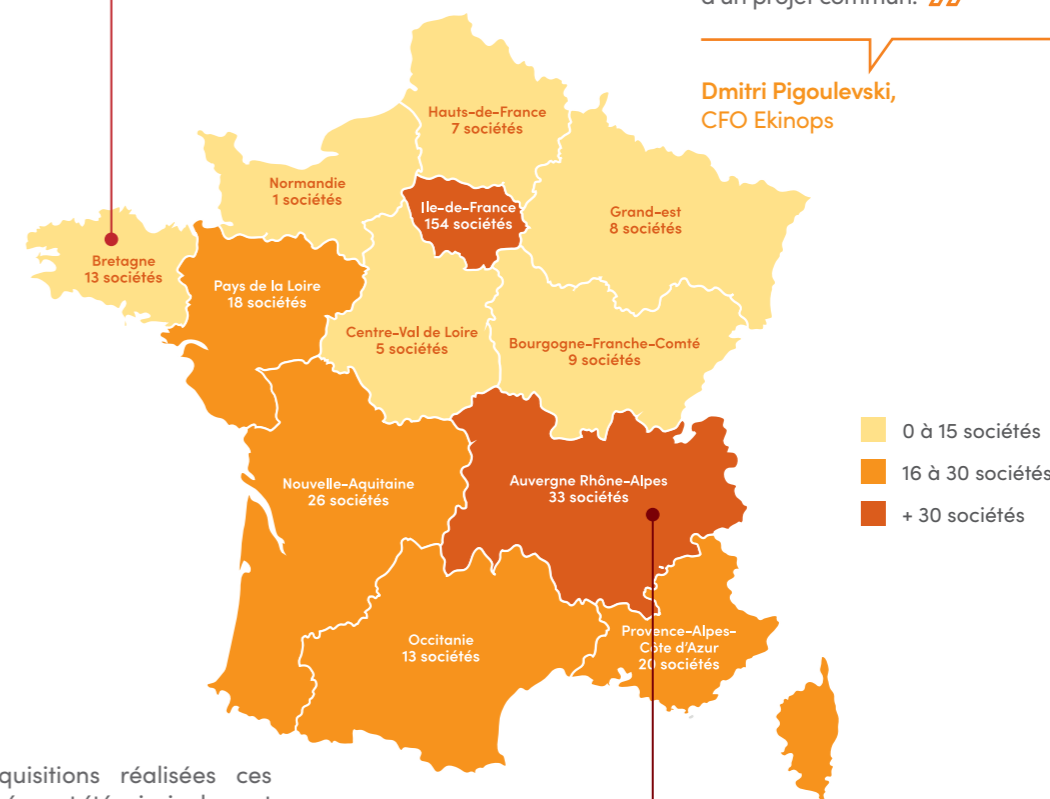 d'un projet commun.
Dmitri Pigoulevski,
CFO Ekinops
Hauts-de-France
7 sociétés
Normandie
1 sociétés
Ile-de-France
154 sociétés
Grand-est
8 sociétés
Bretagne
13 sociétés
Pays de la Loire
18 sociétés
Centre-Val de Loire
5 sociétés
Bourgogne-Franche-Comté
9 sociétés
Nouvelle-Aquitaine
26 sociétés
Auvergne Rhône-Alpes
33 sociétés
Occitanie
13 sociétés
Provence-Alpes-
Côte d'Azur
20 sociétés
0 à 15 sociétés
16 à 30 sociétés
+ 30 sociétés
quisitions réalisées ces